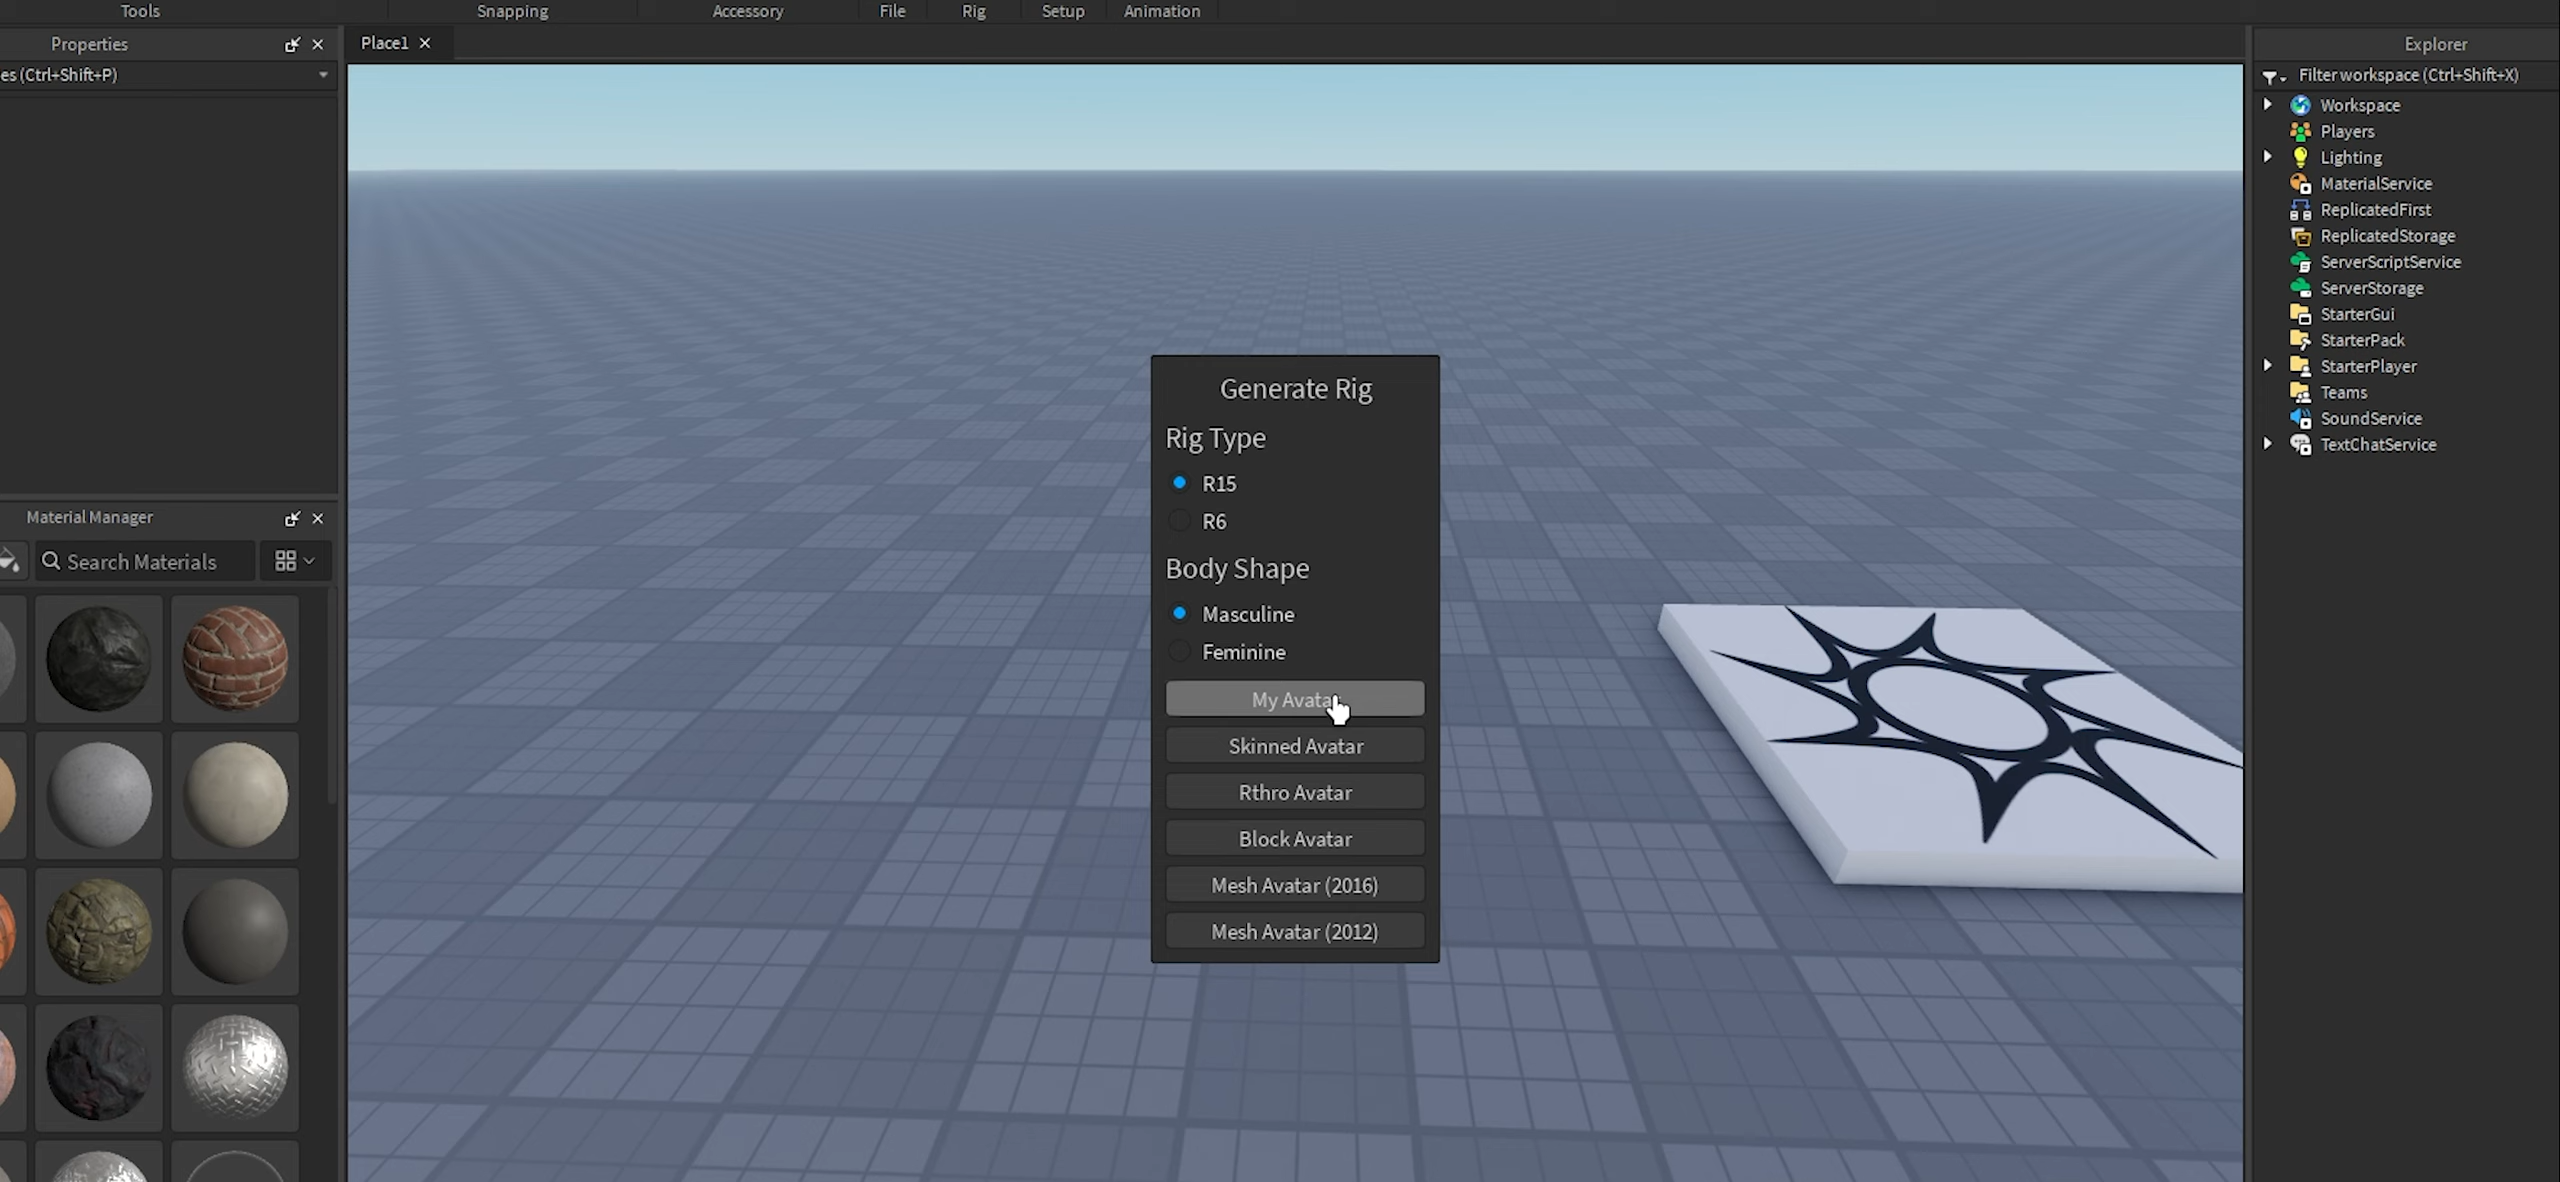 Tools
Snapping
Accessory
File
Rig
Setup
Animation
Properties
Place1
Explorer
es (Ctrl+Shift+P)
Filter workspace (Ctrl+Shift+X)
Workspace
Players
Lighting
MaterialService
ReplicatedFirst
ReplicatedStorage
ServerScriptService
ServerStorage
StarterGui
StarterPack
StarterPlayer
Teams
SoundService
TextChatService
Material Manager
Search Materials
Generate Rig
Rig Type
R15
R6
Body Shape
Masculine
Feminine
My Avatar
Skinned Avatar
Rthro Avatar
Block Avatar
Mesh Avatar (2016)
Mesh Avatar (2012)